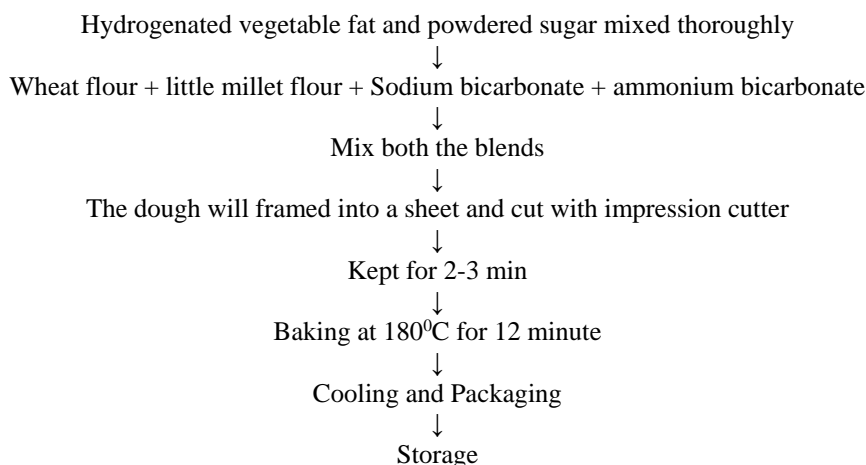 Hydrogenated vegetable fat and powdered sugar mixed thoroughly
↓
Wheat flour + little millet flour + Sodium bicarbonate + ammonium bicarbonate
↓
Mix both the blends
↓
The dough will framed into a sheet and cut with impression cutter
↓
Kept for 2-3 min
↓
Baking at 180⁰C for 12 minute
↓
Cooling and Packaging
↓
Storage